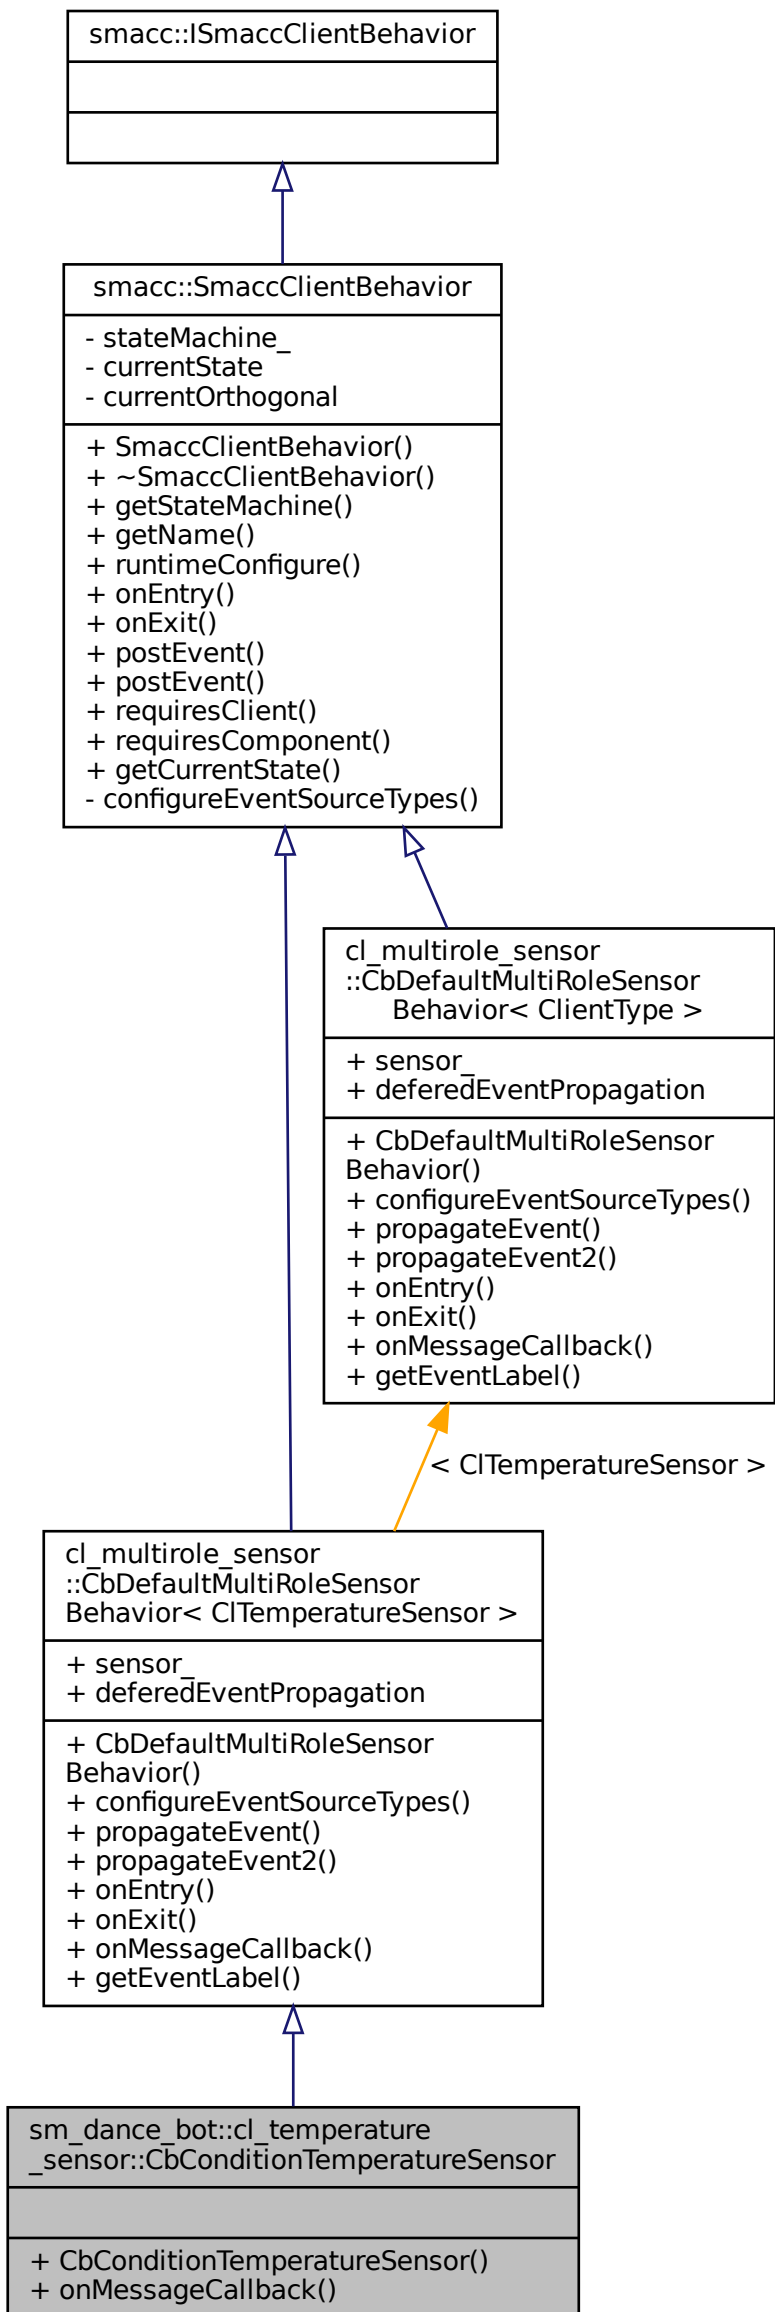 smacc::ISmaccClientBehavior
smacc::SmaccClientBehavior
- stateMachine_
- currentState
- currentOrthogonal
+ SmaccClientBehavior()
+ ~SmaccClientBehavior()
+ getStateMachine()
+ getName()
+ runtimeConfigure()
+ onEntry()
+ onExit()
+ postEvent()
+ postEvent()
+ requiresClient()
+ requiresComponent()
+ getCurrentState()
- configureEventSourceTypes()
cl_multirole_sensor
::CbDefaultMultiRoleSensor
Behavior< ClientType >
+ sensor_
+ deferedEventPropagation
+ CbDefaultMultiRoleSensor
Behavior()
+ configureEventSourceTypes()
+ propagateEvent()
+ propagateEvent2()
+ onEntry()
+ onExit()
+ onMessageCallback()
+ getEventLabel()
< ClTemperatureSensor >
cl_multirole_sensor
::CbDefaultMultiRoleSensor
Behavior< ClTemperatureSensor >
+ sensor_
+ deferedEventPropagation
+ CbDefaultMultiRoleSensor
Behavior()
+ configureEventSourceTypes()
+ propagateEvent()
+ propagateEvent2()
+ onEntry()
+ onExit()
+ onMessageCallback()
+ getEventLabel()
sm_dance_bot::cl_temperature
_sensor::CbConditionTemperatureSensor
+ CbConditionTemperatureSensor()
+ onMessageCallback()